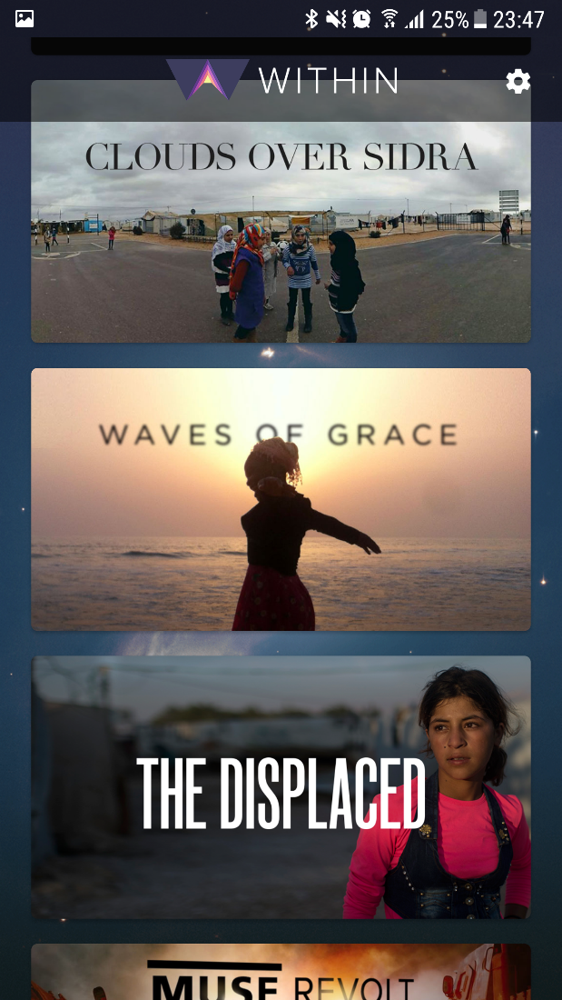 25% 23:47
WITHIN
CLOUDS OVER SIDRA
WAVES OF GRACE
THE DISPLACED
MUSE REVOLT